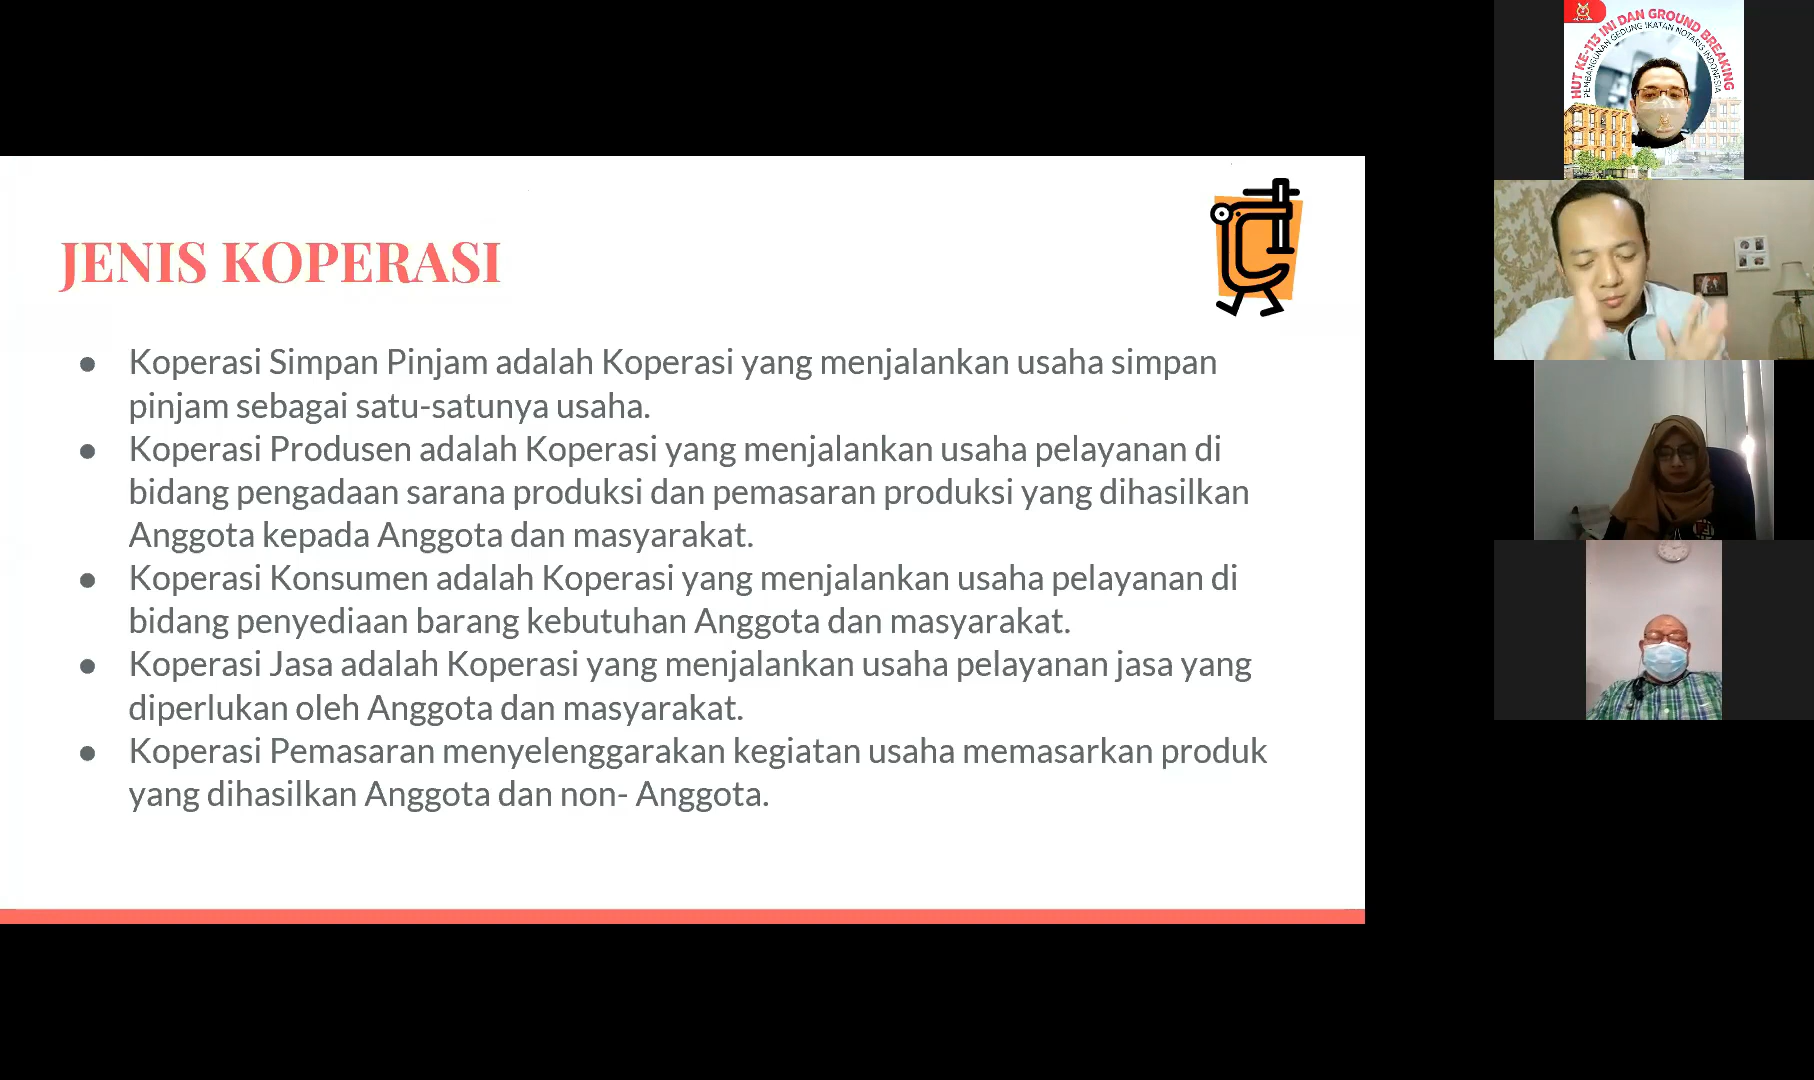 JENIS KOPERASI
● Koperasi Simpan Pinjam adalah Koperasi yang menjalankan usaha simpan
pinjam sebagai satu-satunya usaha.
● Koperasi Produsen adalah Koperasi yang menjalankan usaha pelayanan di
bidang pengadaan sarana produksi dan pemasaran produksi yang dihasilkan
Anggota kepada Anggota dan masyarakat.
● Koperasi Konsumen adalah Koperasi yang menjalankan usaha pelayanan di
bidang penyediaan barang kebutuhan Anggota dan masyarakat.
● Koperasi Jasa adalah Koperasi yang menjalankan usaha pelayanan jasa yang
diperlukan oleh Anggota dan masyarakat.
● Koperasi Pemasaran menyelenggarakan kegiatan usaha memasarkan produk
yang dihasilkan Anggota dan non- Anggota.
HUT KE-113 INI DAN GROUND BREAKING
PEMBANGUNAN GEDUNG IKATAN NOTARIS INDONESIA